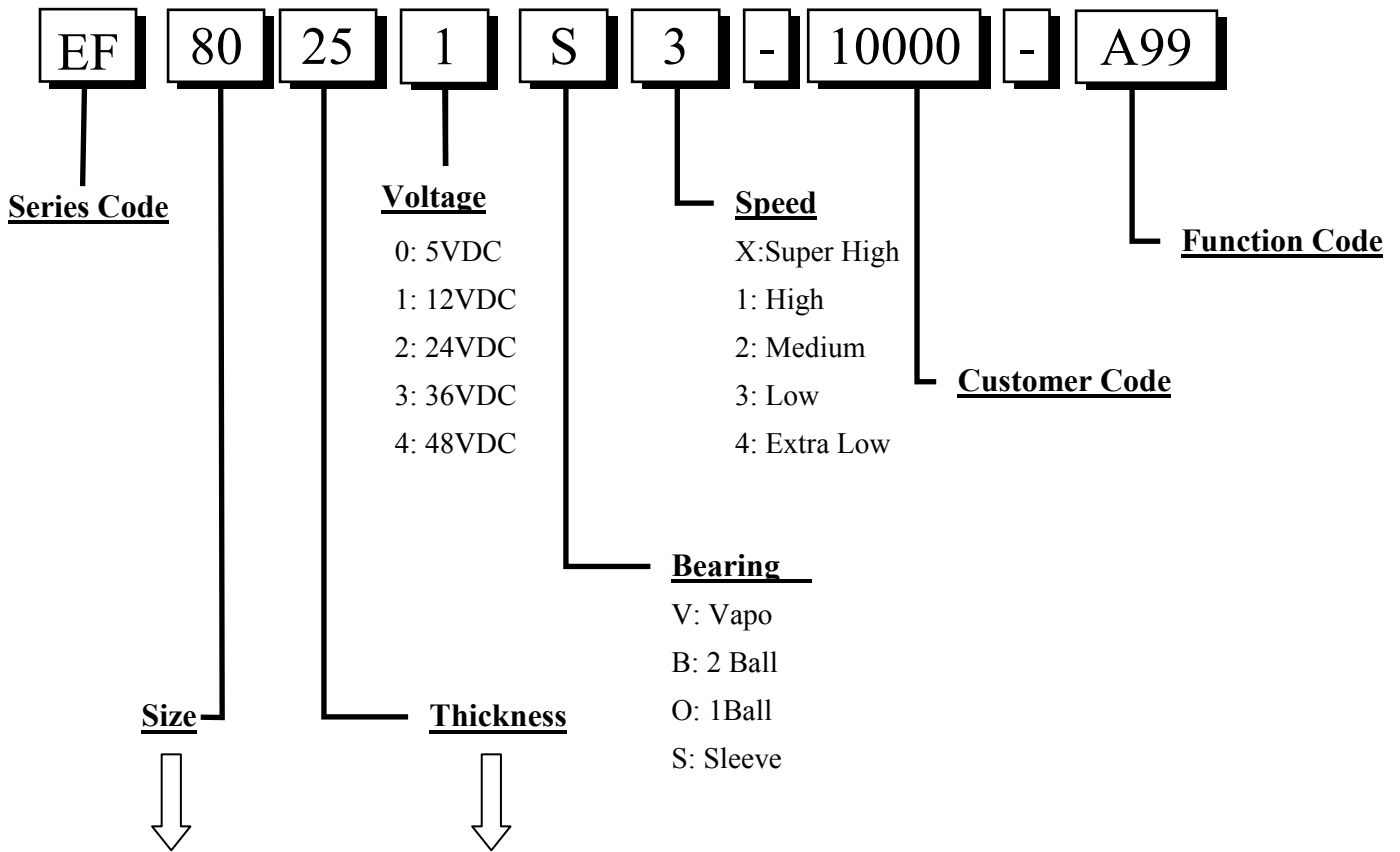 EF 80 25 1 S 3 - 10000 - A99
Series Code
Voltage
0: 5VDC
1: 12VDC
2: 24VDC
3: 36VDC
4: 48VDC
Speed
X:Super High
1: High
2: Medium
3: Low
4: Extra Low
Function Code
Customer Code
Bearing
V: Vapo
B: 2 Ball
O: 1Ball
S: Sleeve
Size
Thickness